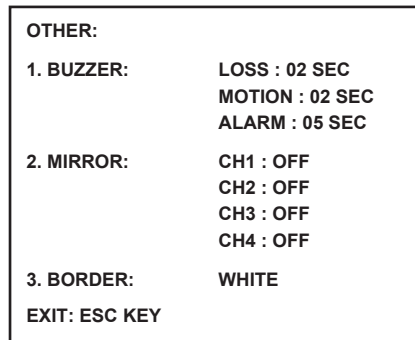 OTHER:
1. BUZZER: LOSS : 02 SEC
MOTION : 02 SEC
ALARM : 05 SEC
2. MIRROR: CH1 : OFF
CH2 : OFF
CH3 : OFF
CH4 : OFF
3. BORDER: WHITE
EXIT: ESC KEY